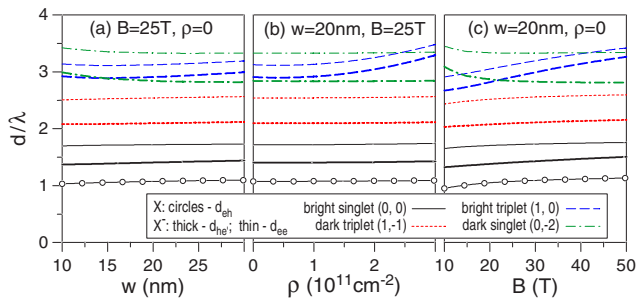 (a) B=25T, ρ=0
(b) w=20nm, B=25T
(c) w=20nm, ρ=0
d/λ
4
3
2
1
0
X: circles - d_eh
X⁻: thick - d_he'; thin - d_ee
bright singlet (0, 0)
dark triplet (1,-1)
bright triplet (1, 0)
dark singlet (0,-2)
10 15 20 25
0 1 2 3
10 20 30 40 50
w (nm)
ρ (10¹¹cm⁻²)
B (T)